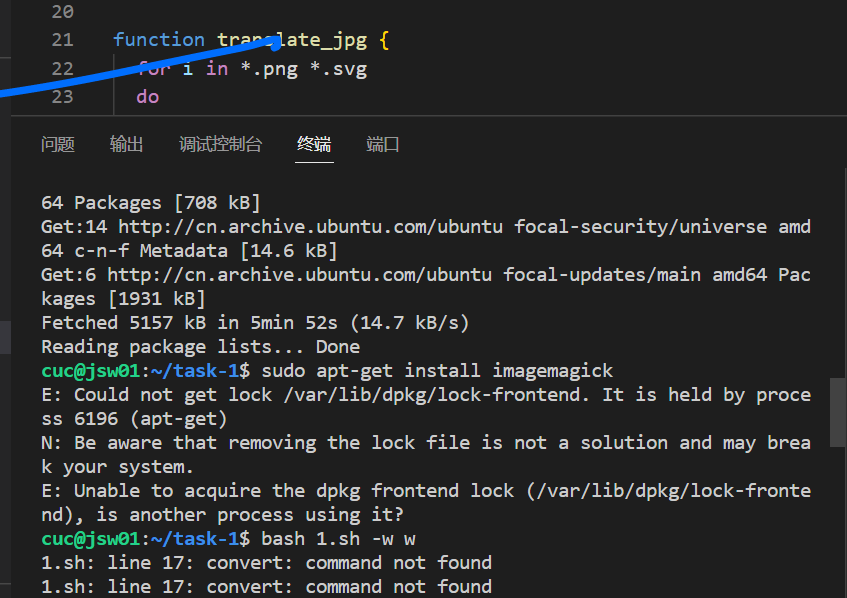 20
21 function translate_jpg {
22 for i in *.png *.svg
23 do
问题 输出 调试控制台 终端 端口
64 Packages [708 kB]
Get:14 http://cn.archive.ubuntu.com/ubuntu focal-security/universe amd
64 c-n-f Metadata [14.6 kB]
Get:6 http://cn.archive.ubuntu.com/ubuntu focal-updates/main amd64 Pac
kages [1931 kB]
Fetched 5157 kB in 5min 52s (14.7 kB/s)
Reading package lists... Done
cuc@jsw01:~/task-1$ sudo apt-get install imagemagick
E: Could not get lock /var/lib/dpkg/lock-frontend. It is held by proce
ss 6196 (apt-get)
N: Be aware that removing the lock file is not a solution and may brea
k your system.
E: Unable to acquire the dpkg frontend lock (/var/lib/dpkg/lock-fronte
nd), is another process using it?
cuc@jsw01:~/task-1$ bash 1.sh -w w
1.sh: line 17: convert: command not found
1.sh: line 17: convert: command not found